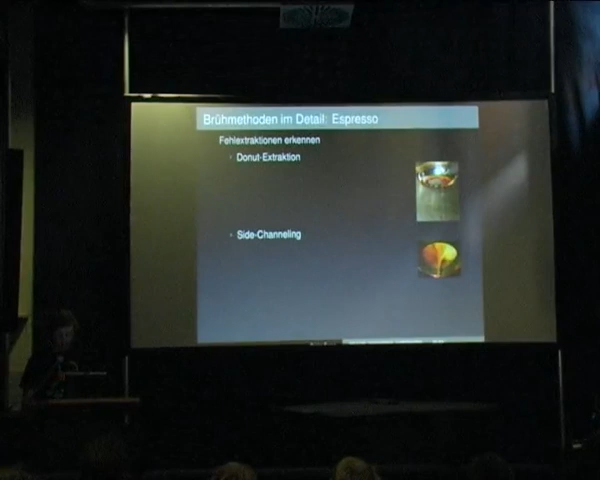 Brühmethoden im Detail: Espresso
Fehlextraktionen erkennen
Donut-Extraktion
Side-Channeling